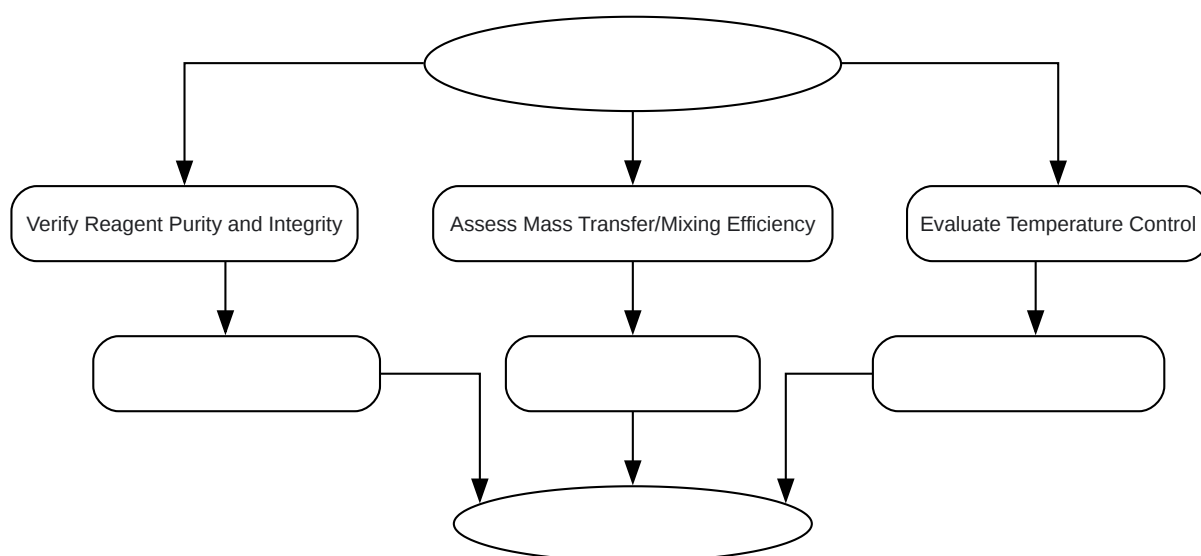 Verify Reagent Purity and Integrity
Assess Mass Transfer/Mixing Efficiency
Evaluate Temperature Control